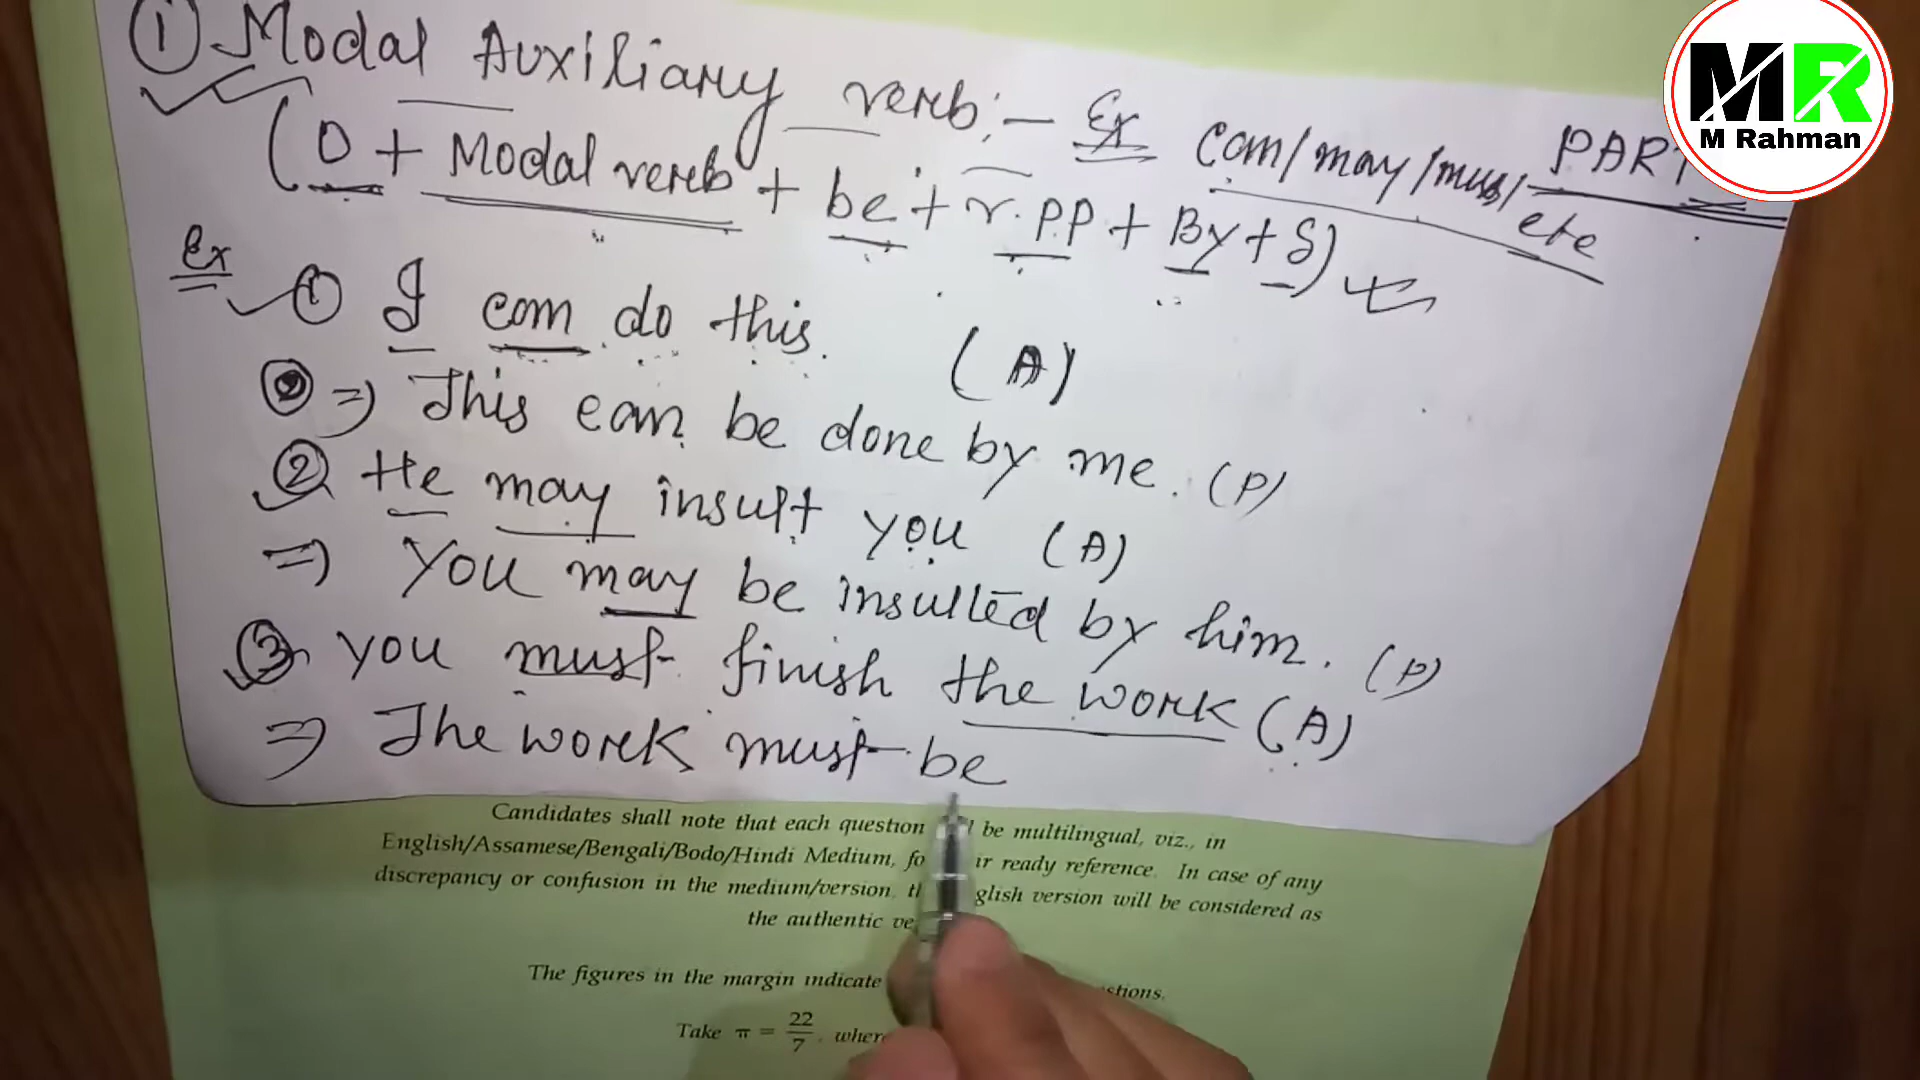 ① Modal Auxiliary verb:- Ex can/may/must/etc
PART
MR
M Rahman
(O + Modal verb + be + v.pp + By + S)
Ex ① I can do this. (A)
⇒ This can be done by me. (P)
② He may insult you (A)
⇒ You may be insulted by him. (P)
③ You must finish the work (A)
⇒ The work must be
Candidates shall note that each question be multilingual, viz., in
English/Assamese/Bengali/Bodo/Hindi Medium, ready reference. In case of any
discrepancy or confusion in the medium/version, version will be considered as
the authentic
The figures in the margin indicate
Take π = 22/7,